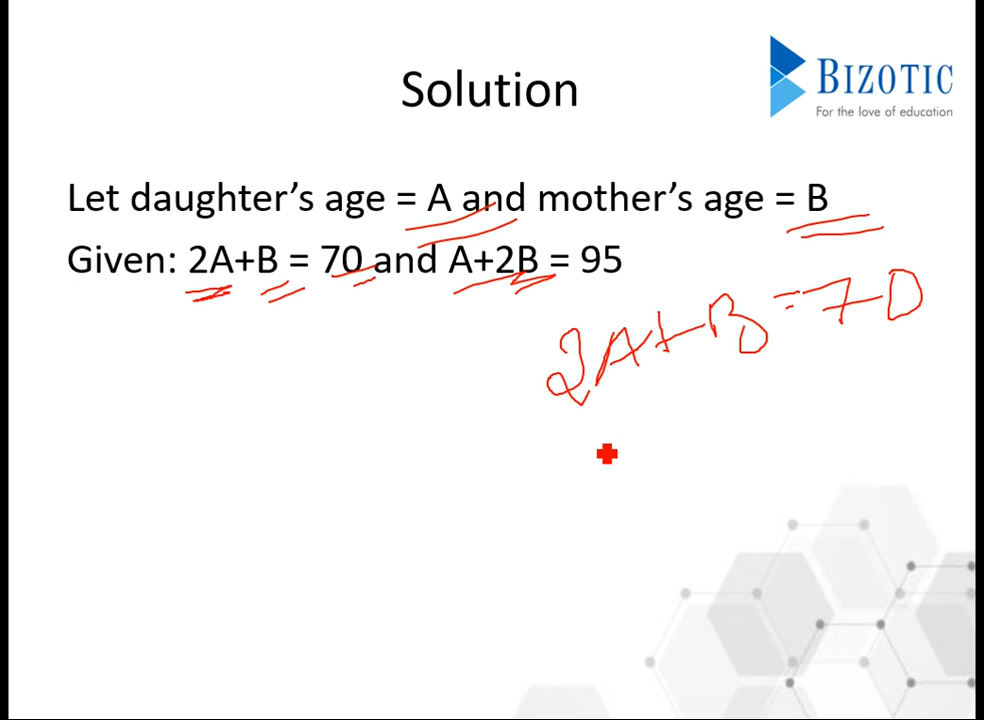 Solution
BIZOTIC
For the love of education
Let daughter’s age = A and mother’s age = B
Given: 2A+B = 70 and A+2B = 95
2A+B=70